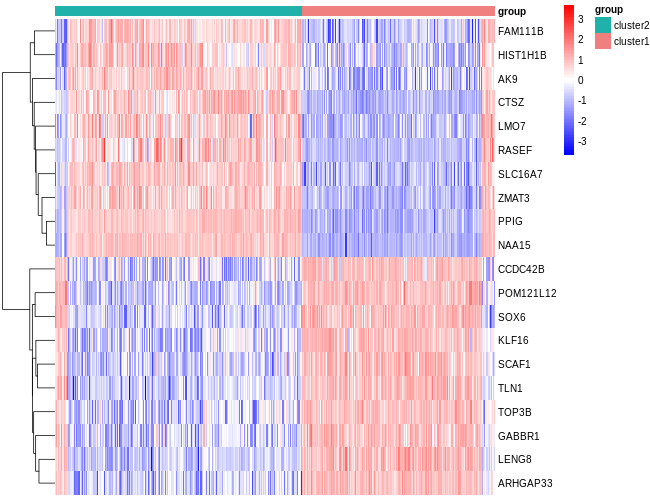 group
FAM111B
HIST1H1B
AK9
CTSZ
LMO7
RASEF
SLC16A7
ZMAT3
PPIG
NAA15
CCDC42B
POM121L12
SOX6
KLF16
SCAF1
TLN1
TOP3B
GABBR1
LENG8
ARHGAP33
3
2
1
0
-1
-2
-3
group
cluster2
cluster1